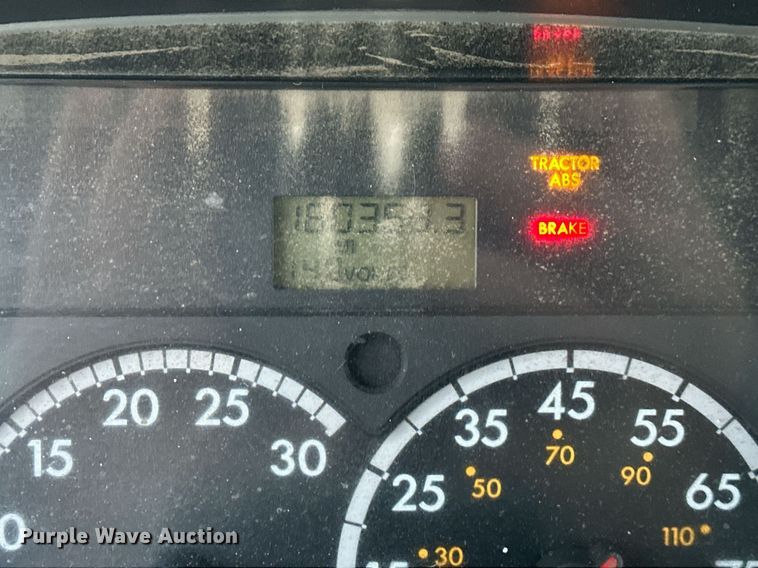 TRACTOR
ABS
BRAKE
VOLTS
20 25
15 30
45
35 55
70
90
50
25 65
110
30
Purple Wave Auction